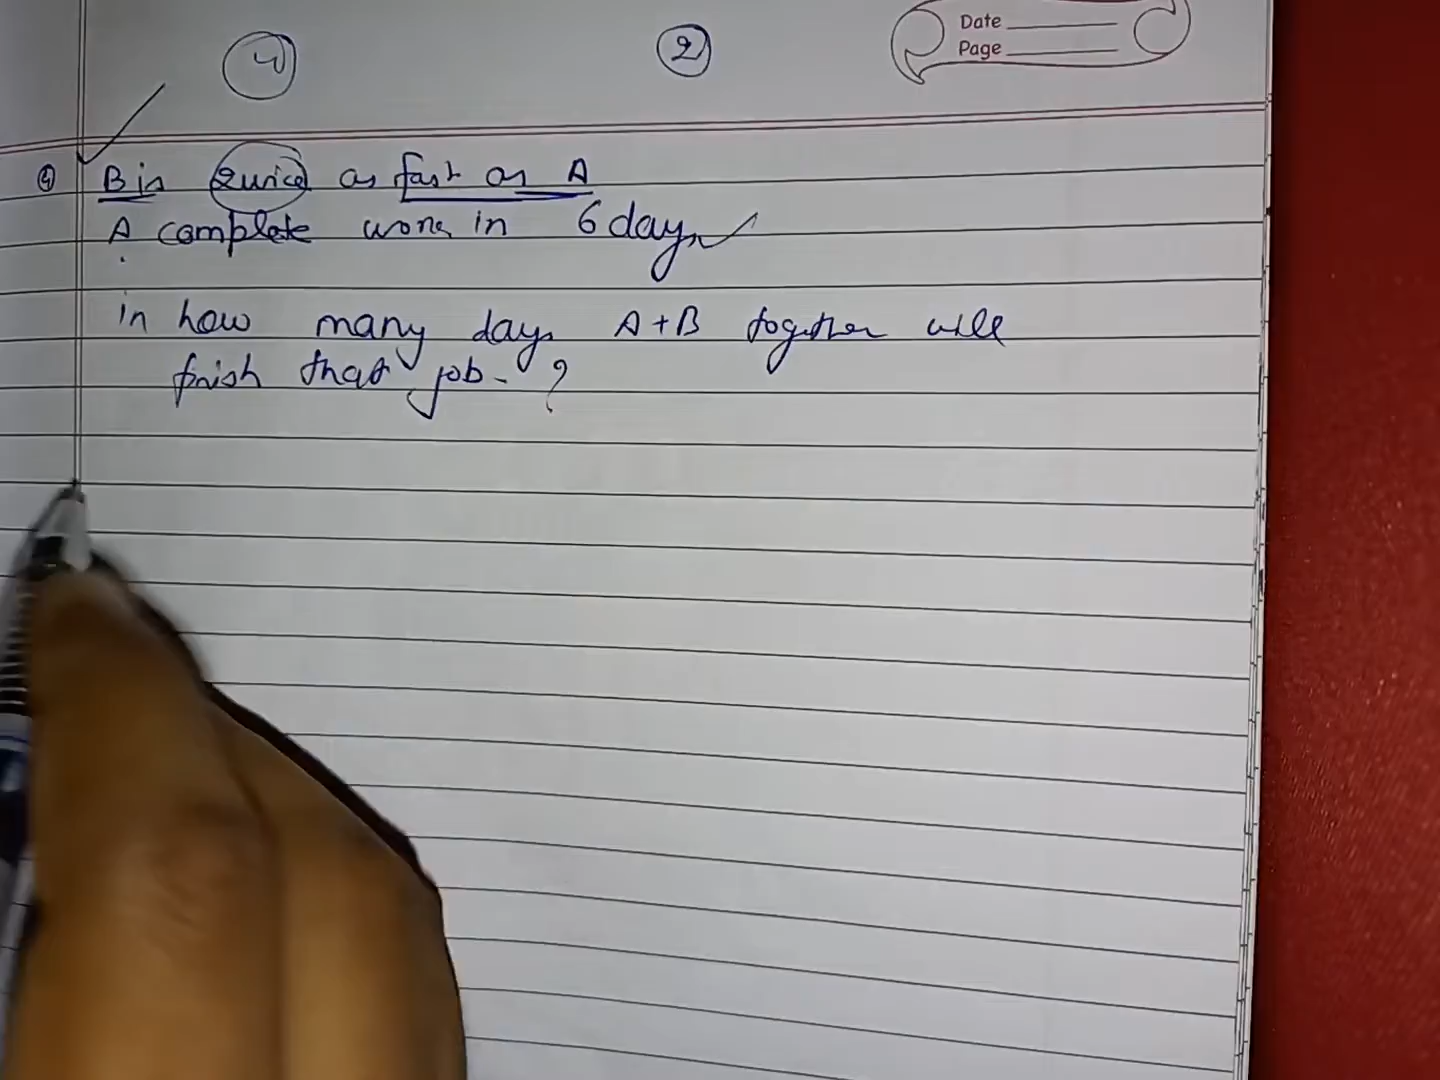 4
2
Date
Page
4 B is twice as fast as A
A complete work in 6 days
in how many days A+B together will
finish that job. ?